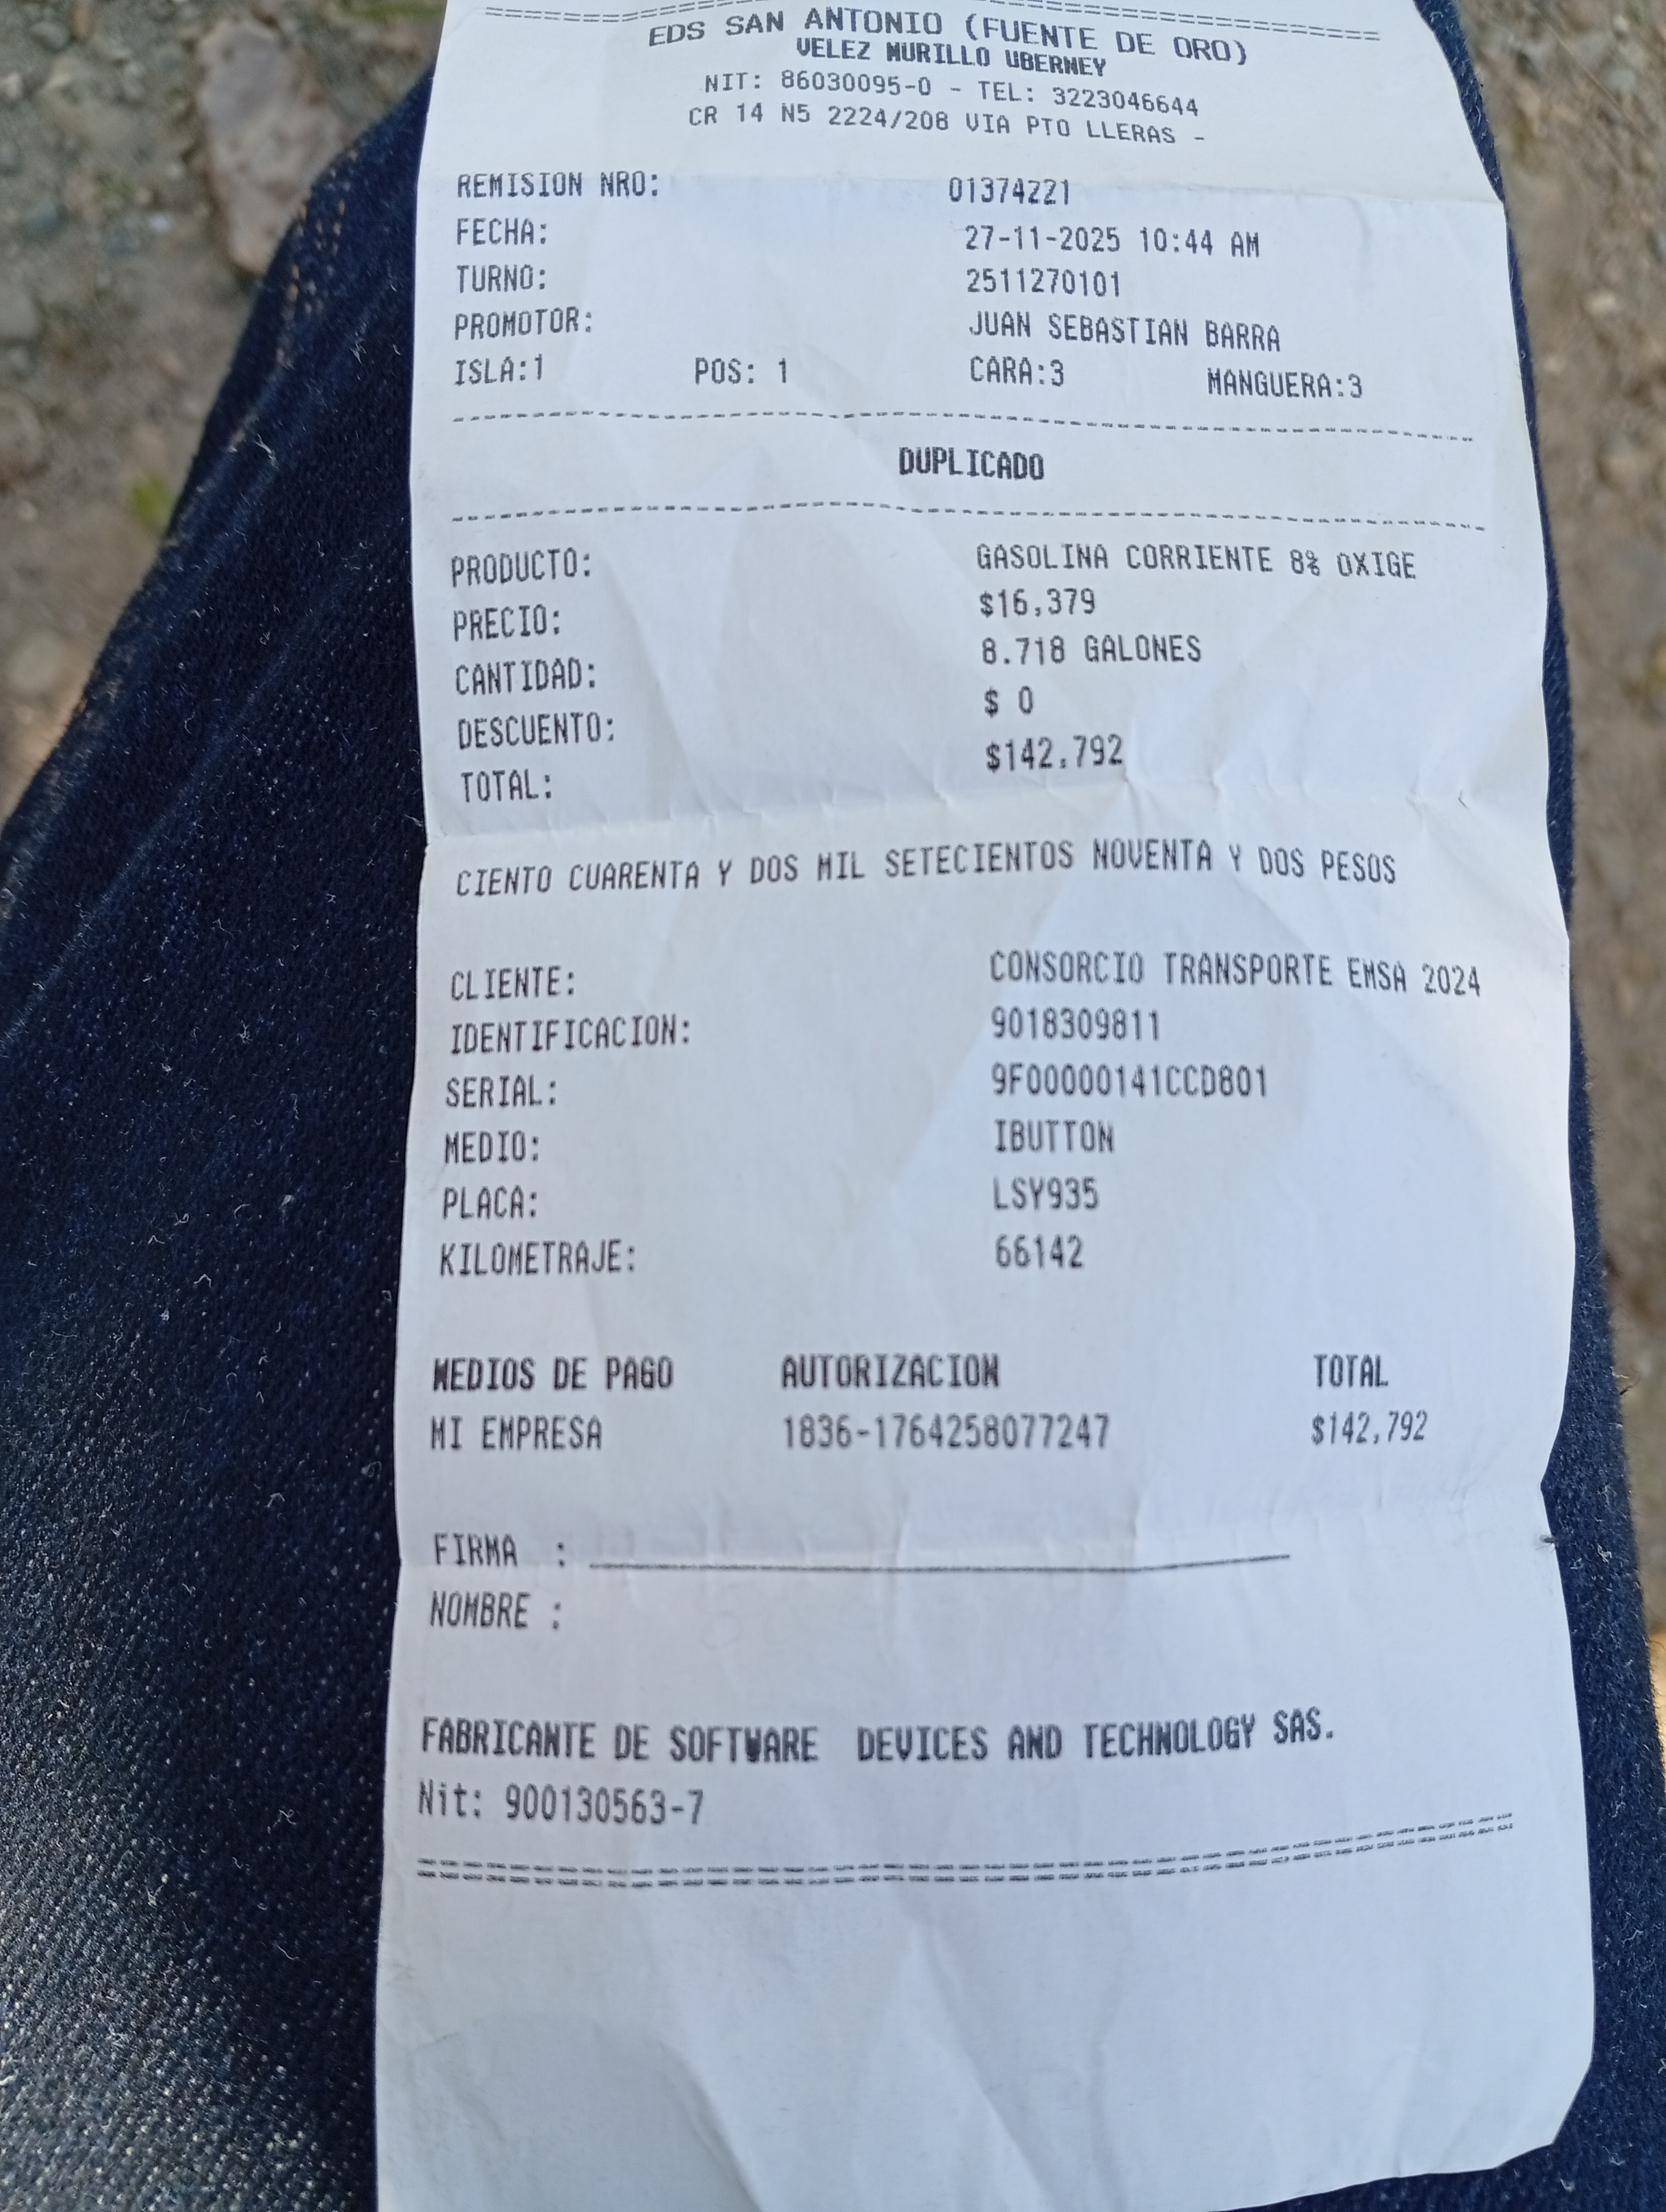 EDS SAN ANTONIO (FUENTE DE ORO)
VELEZ MURILLO UBERNEY
NIT: 86030095-0 - TEL: 3223046644
CR 14 N5 2224/208 VIA PTO LLERAS -
REMISION NRO: 01374221
FECHA: 27-11-2025 10:44 AM
TURNO: 2511270101
PROMOTOR: JUAN SEBASTIAN BARRA
ISLA:1 POS: 1 CARA:3 MANGUERA:3
DUPLICADO
PRODUCTO: GASOLINA CORRIENTE 8% OXIGE
PRECIO: $16,379
CANTIDAD: 8.718 GALONES
DESCUENTO: $ 0
TOTAL: $142,792
CIENTO CUARENTA Y DOS MIL SETECIENTOS NOVENTA Y DOS PESOS
CLIENTE: CONSORCIO TRANSPORTE EMSA 2024
IDENTIFICACION: 9018309811
SERIAL: 9F00000141CCD801
MEDIO: IBUTTON
PLACA: LSY935
KILOMETRAJE: 66142
MEDIOS DE PAGO AUTORIZACION TOTAL
MI EMPRESA 1836-1764258077247 $142,792
FIRMA :
NOMBRE :
FABRICANTE DE SOFTWARE DEVICES AND TECHNOLOGY SAS.
Nit: 900130563-7